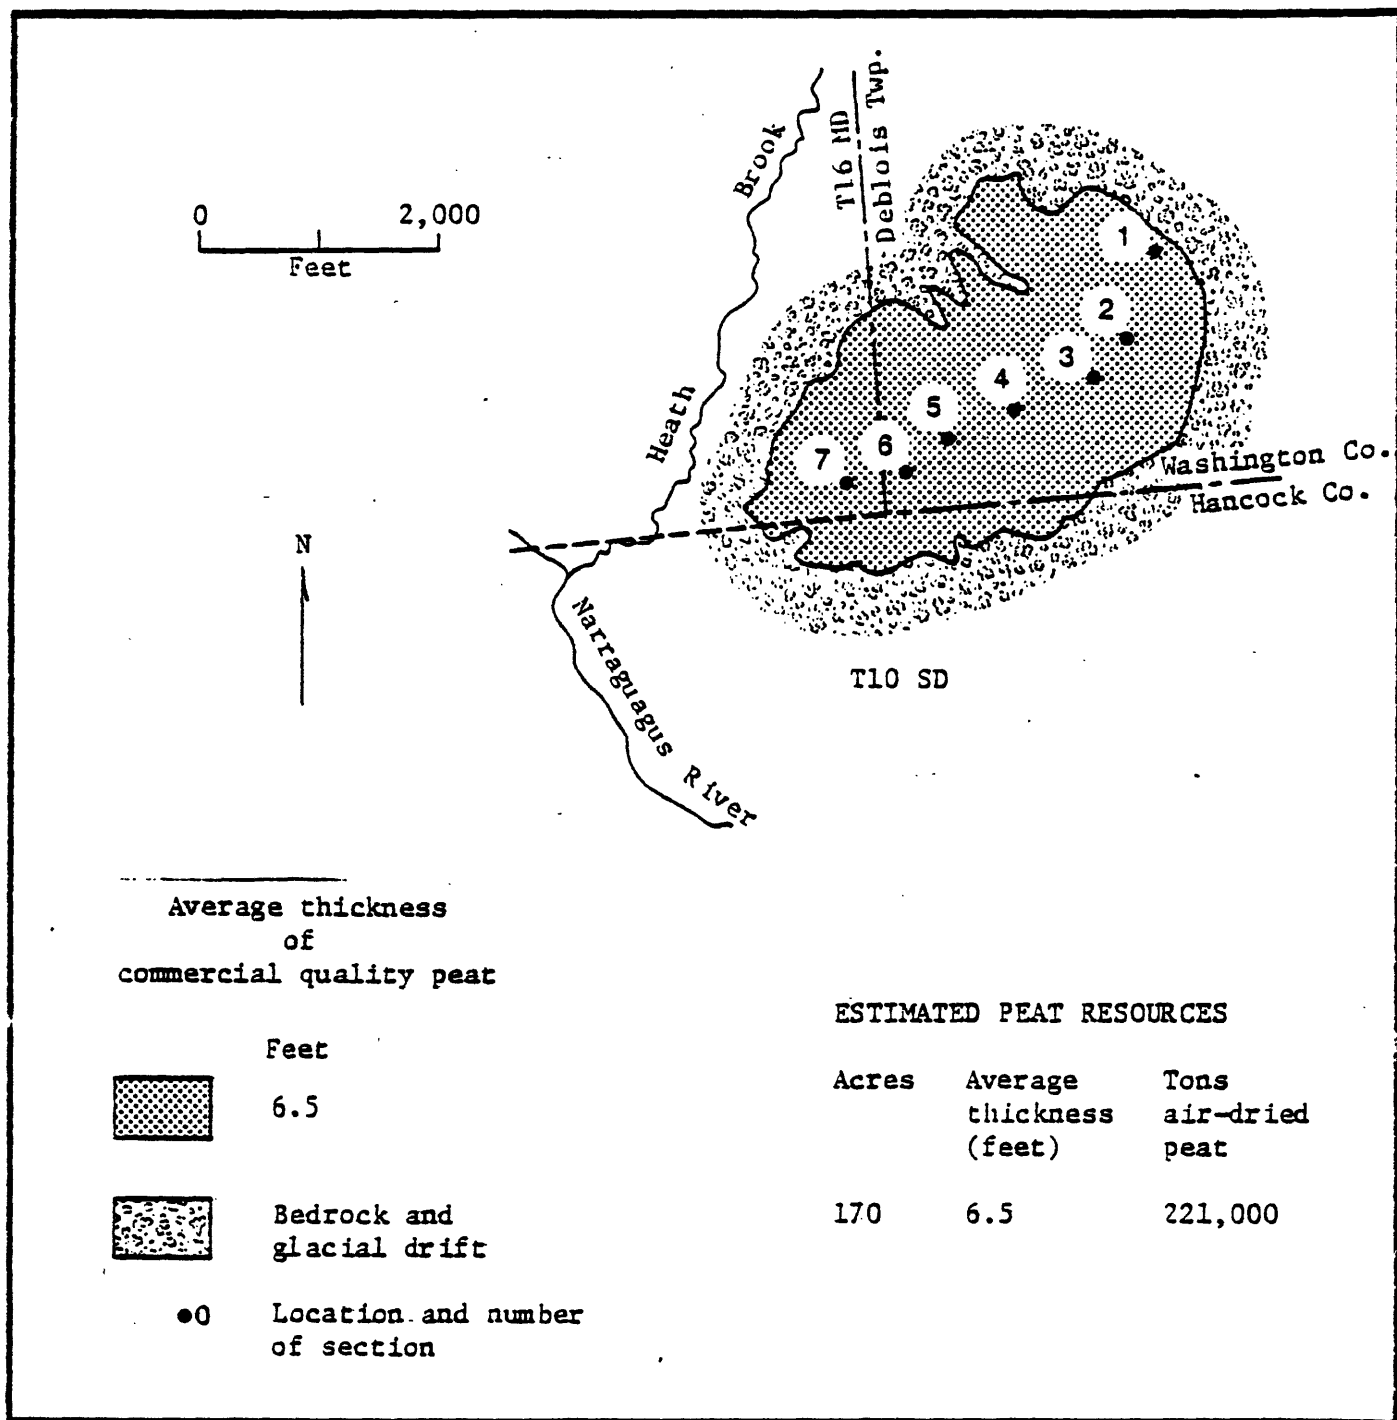 T16 MD
Deblois Twp.
Brook
Heath
0 2,000
Feet
1
2
3
4
5
6
7
Washington Co.
Hancock Co.
N
Narraguagus River
T10 SD
Average thickness
of
commercial quality peat
Feet
6.5
Bedrock and
glacial drift
●0 Location and number
of section
ESTIMATED PEAT RESOURCES
Acres Average Tons
thickness air-dried
(feet) peat
170 6.5 221,000